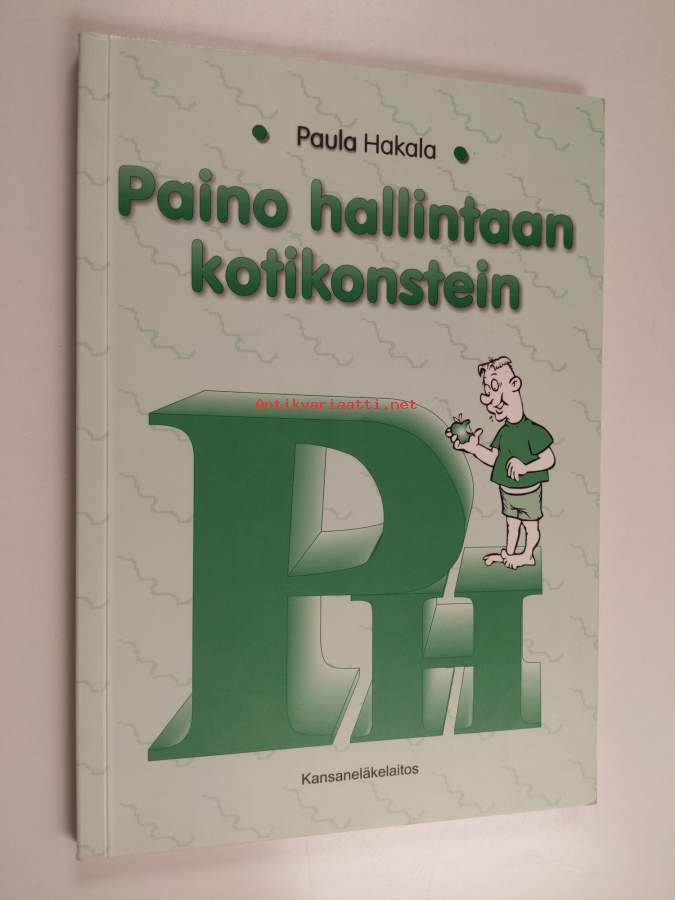 • Paula Hakala •
Paino hallintaan
kotikonstein
Antikvariaatti.net
PH
Kansaneläkelaitos